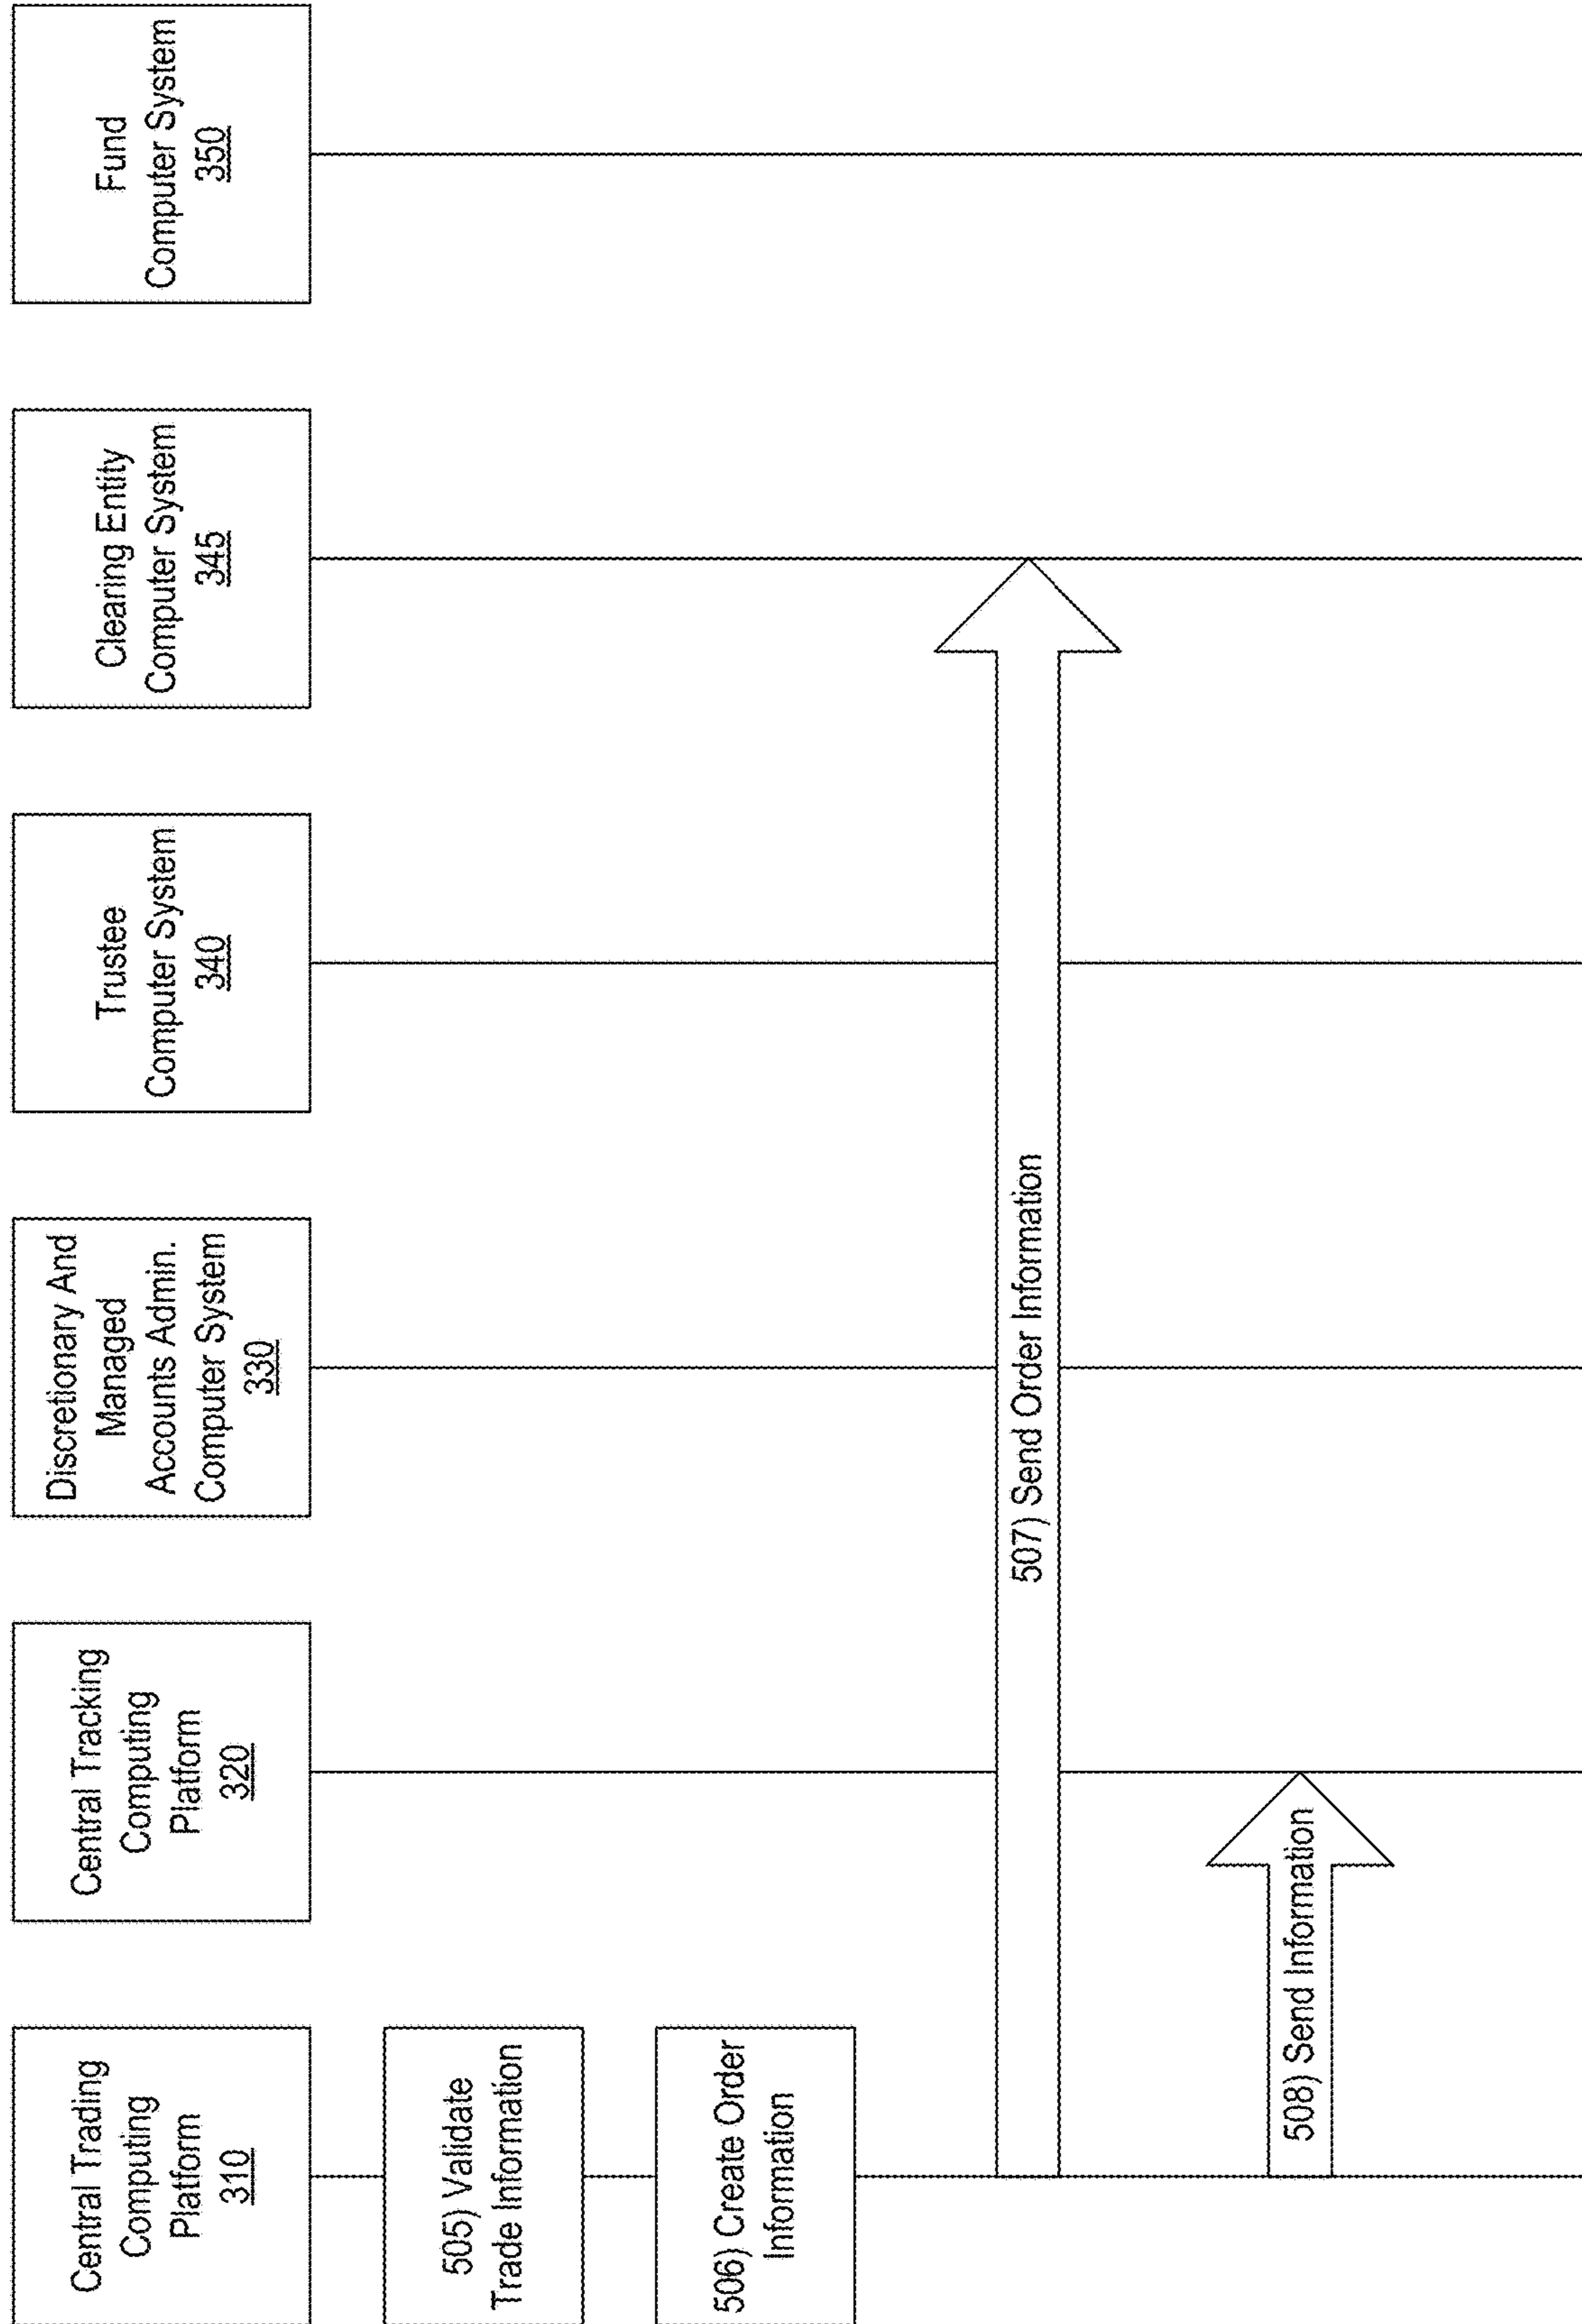 Central Trading
Computing
Platform
310
Central Tracking
Computing
Platform
320
Discretionary And
Managed
Accounts Admin.
Computer System
330
Trustee
Computer System
340
Clearing Entity
Computer System
345
Fund
Computer System
350
505) Validate
Trade Information
506) Create Order
Information
507) Send Order Information
508) Send Information